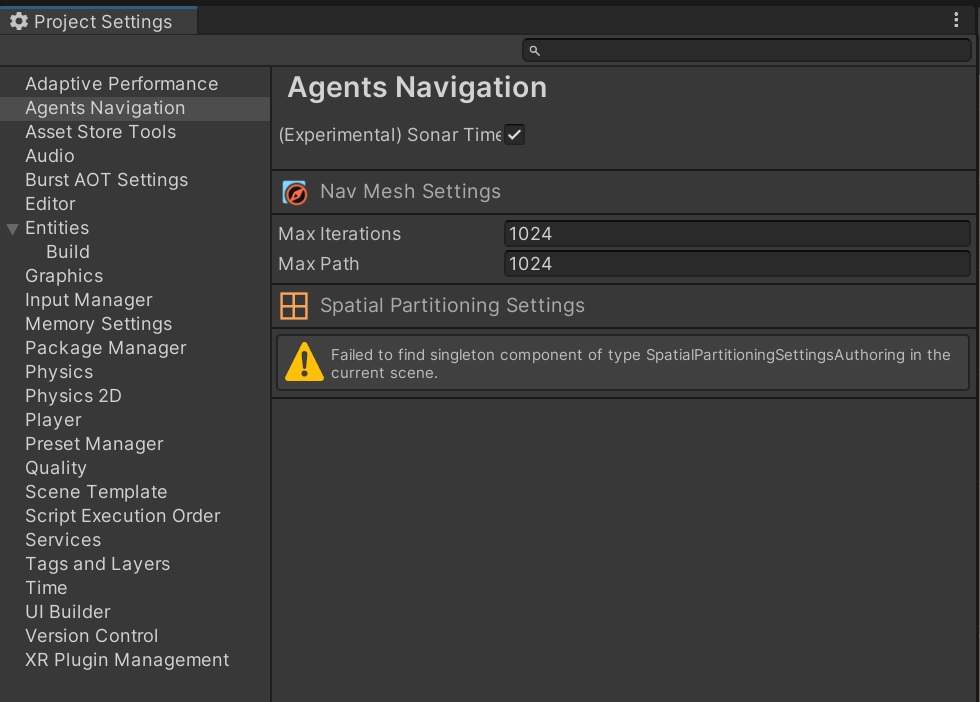 Project Settings
Adaptive Performance
Agents Navigation
Asset Store Tools
Audio
Burst AOT Settings
Editor
Entities
Build
Graphics
Input Manager
Memory Settings
Package Manager
Physics
Physics 2D
Player
Preset Manager
Quality
Scene Template
Script Execution Order
Services
Tags and Layers
Time
UI Builder
Version Control
XR Plugin Management
Agents Navigation
(Experimental) Sonar Time
Nav Mesh Settings
Max Iterations 1024
Max Path 1024
Spatial Partitioning Settings
Failed to find singleton component of type SpatialPartitioningSettingsAuthoring in the
current scene.